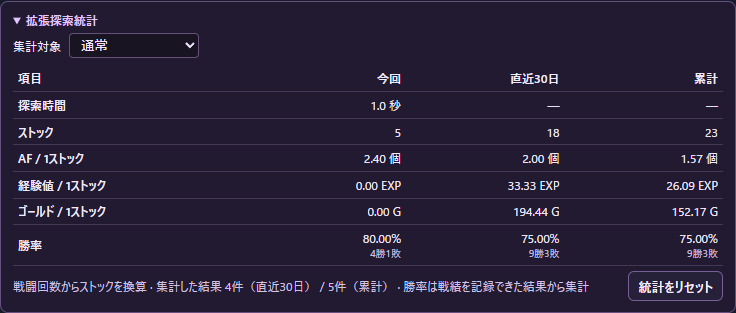 ▼ 拡張探索統計
集計対象 通常
項目 今回 直近30日 累計
探索時間 1.0 秒 — —
ストック 5 18 23
AF / 1ストック 2.40 個 2.00 個 1.57 個
経験値 / 1ストック 0.00 EXP 33.33 EXP 26.09 EXP
ゴールド / 1ストック 0.00 G 194.44 G 152.17 G
勝率 80.00% 75.00% 75.00%
4勝1敗 9勝3敗 9勝3敗
戦闘回数からストックを換算 · 集計した結果 4件（直近30日） / 5件（累計） · 勝率は戦績を記録できた結果から集計 統計をリセット